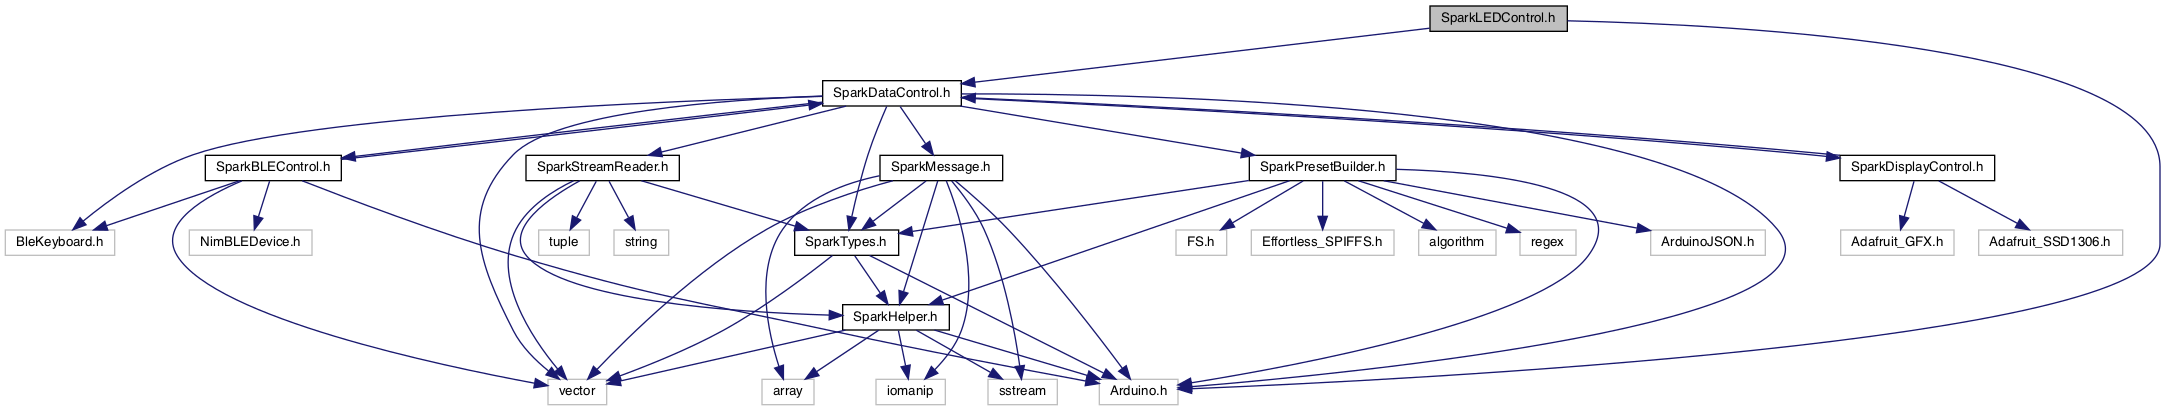 SparkLEDControl.h
SparkDataControl.h
SparkBLEControl.h
SparkStreamReader.h
SparkMessage.h
SparkPresetBuilder.h
SparkDisplayControl.h
BleKeyboard.h
NimBLEDevice.h
tuple
string
SparkTypes.h
FS.h
Effortless_SPIFFS.h
algorithm
regex
ArduinoJSON.h
Adafruit_GFX.h
Adafruit_SSD1306.h
SparkHelper.h
vector
array
iomanip
sstream
Arduino.h